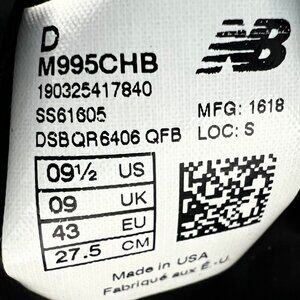 D
M995CHB
190325417840
SS61605
DSBQR6406 QFB
NB
MFG: 1618
LOC: S
09½ US
09 UK
43 EU
27.5 CM
Made in USA
Fabriqué aux É.-U.